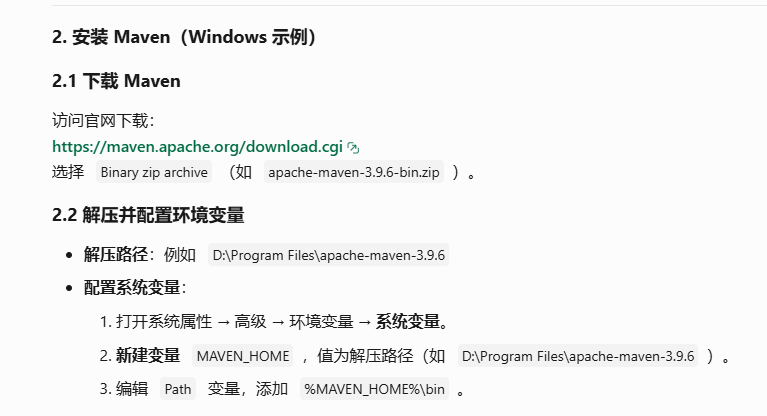 2. 安装 Maven（Windows 示例）
2.1 下载 Maven
访问官网下载：
https://maven.apache.org/download.cgi
选择 Binary zip archive （如 apache-maven-3.9.6-bin.zip ）。
2.2 解压并配置环境变量
• 解压路径：例如 D:\Program Files\apache-maven-3.9.6
• 配置系统变量：
1. 打开系统属性 → 高级 → 环境变量 → 系统变量。
2. 新建变量 MAVEN_HOME ，值为解压路径（如 D:\Program Files\apache-maven-3.9.6 ）。
3. 编辑 Path 变量，添加 %MAVEN_HOME%\bin 。